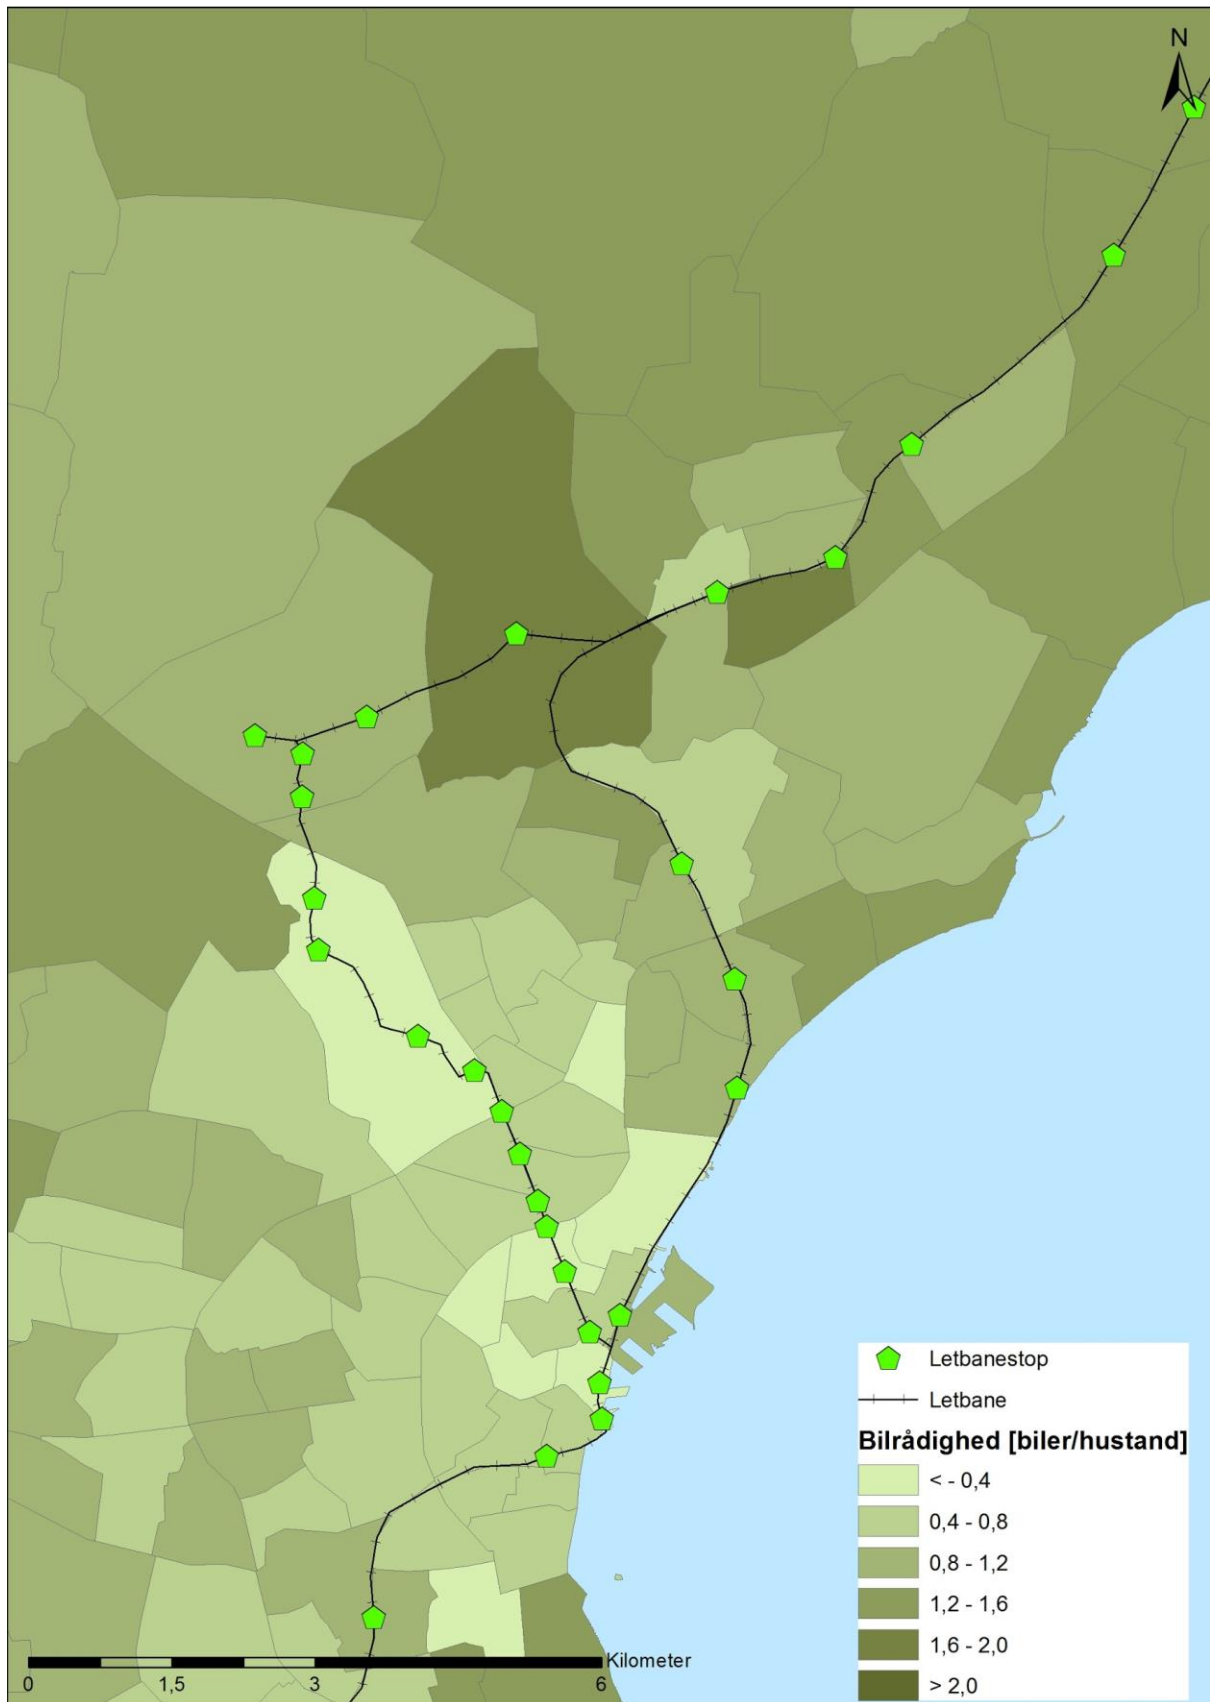 N
Letbanestop
Letbane
Bilrådighed [biler/hustand]
< - 0,4
0,4 - 0,8
0,8 - 1,2
1,2 - 1,6
1,6 - 2,0
> 2,0
Kilometer
0 1,5 3 6